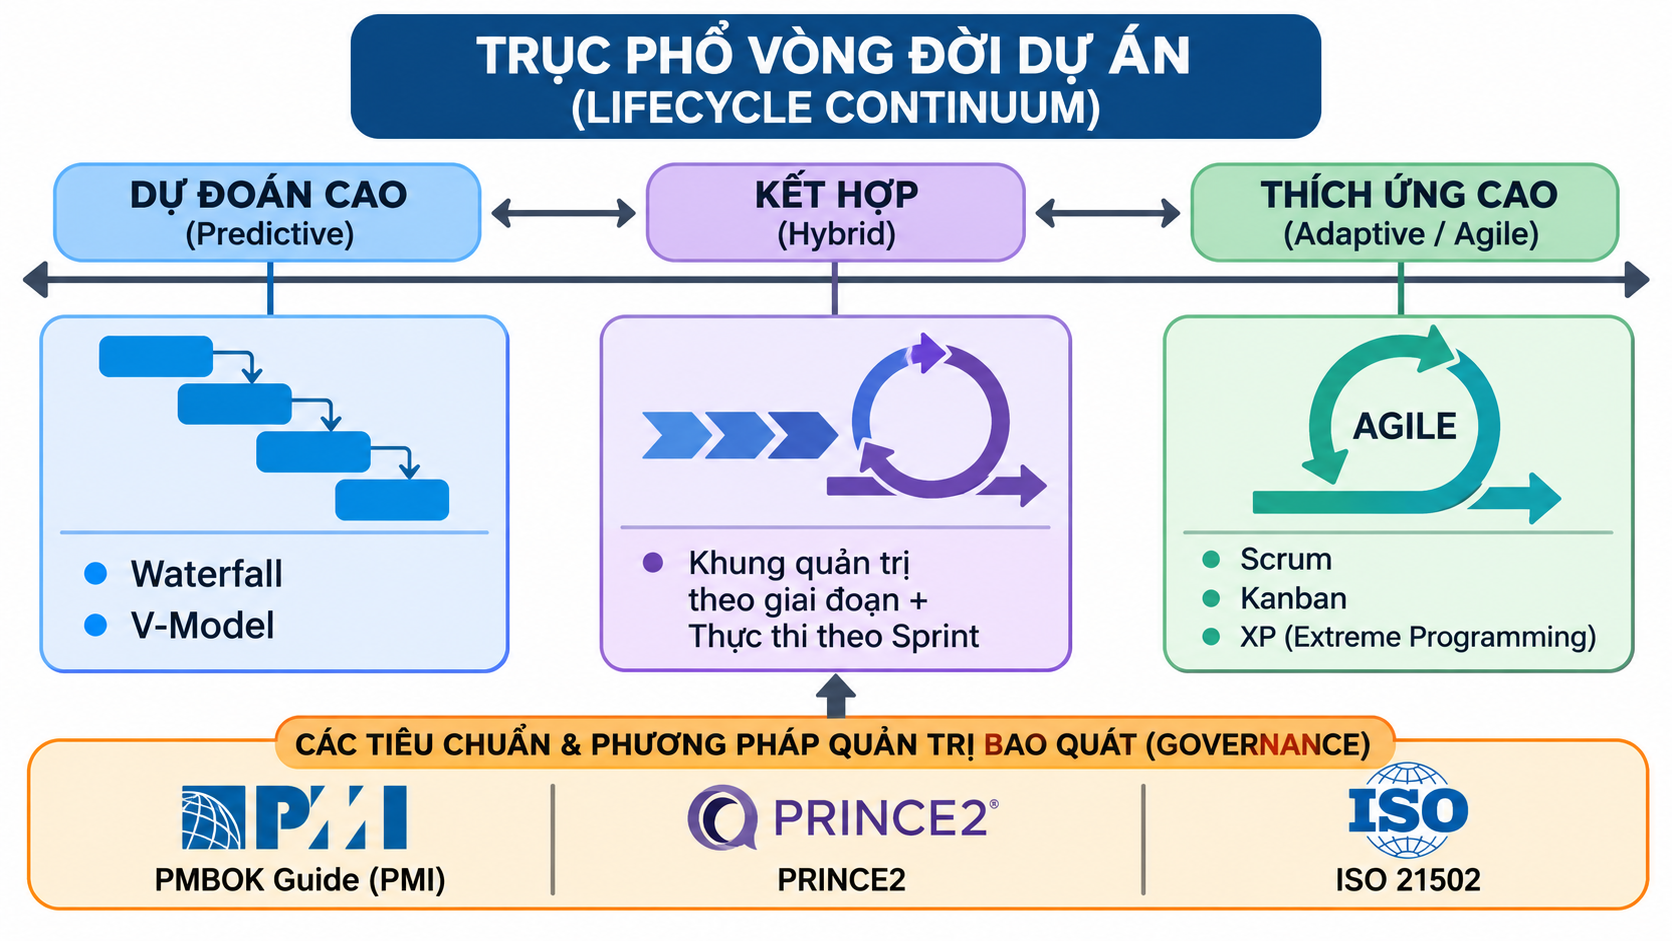 TRỤC PHỔ VÒNG ĐỜI DỰ ÁN
(LIFECYCLE CONTINUUM)
DỰ ĐOÁN CAO
(Predictive)
KẾT HỢP
(Hybrid)
THÍCH ỨNG CAO
(Adaptive / Agile)
AGILE
Waterfall
V-Model
Khung quản trị
theo giai đoạn +
Thực thi theo Sprint
Scrum
Kanban
XP (Extreme Programming)
CÁC TIÊU CHUẨN & PHƯƠNG PHÁP QUẢN TRỊ BAO QUÁT (GOVERNANCE)
PMI
PMBOK Guide (PMI)
PRINCE2®
PRINCE2
ISO
ISO 21502